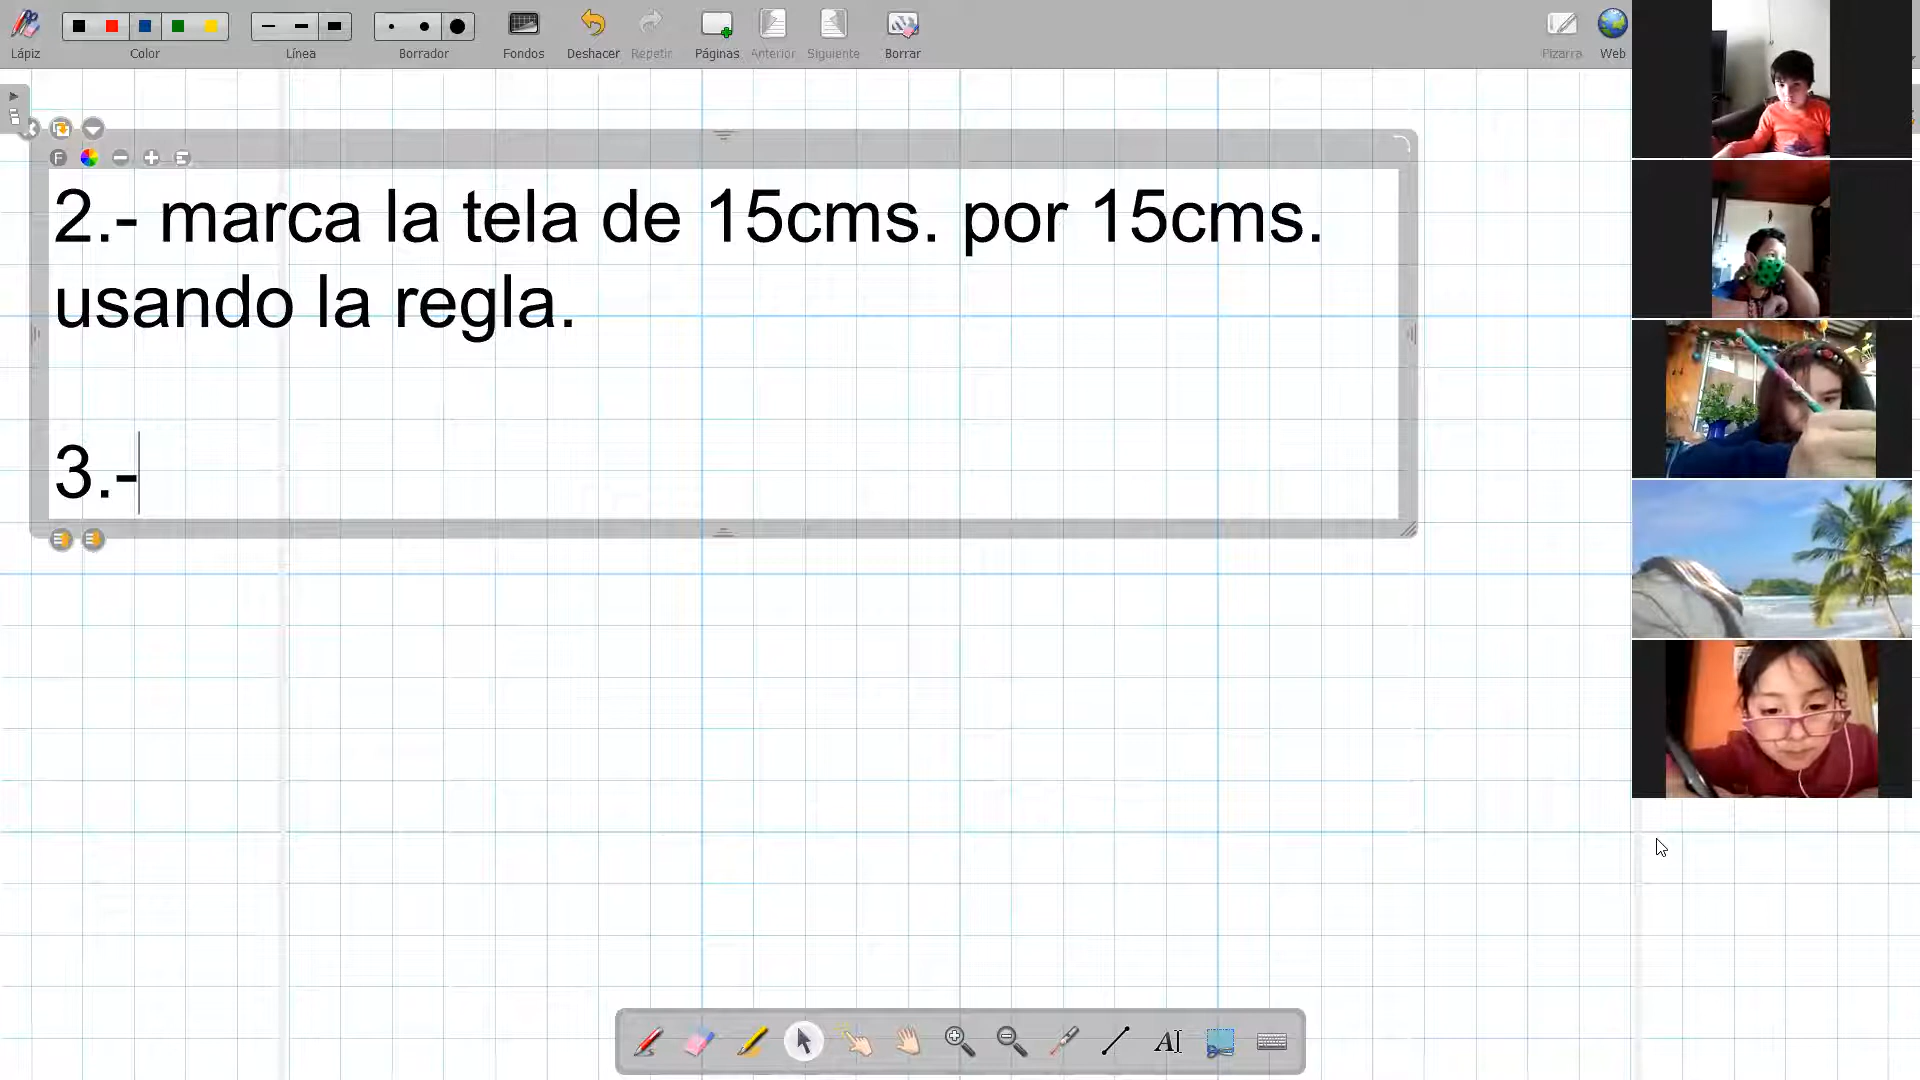 Lápiz
Color
Línea
Borrador
Fondos
Deshacer
Repetir
Páginas
Anterior
Siguiente
Borrar
Pizarra
Web
F
2.- marca la tela de 15cms. por 15cms.
usando la regla.
3.-